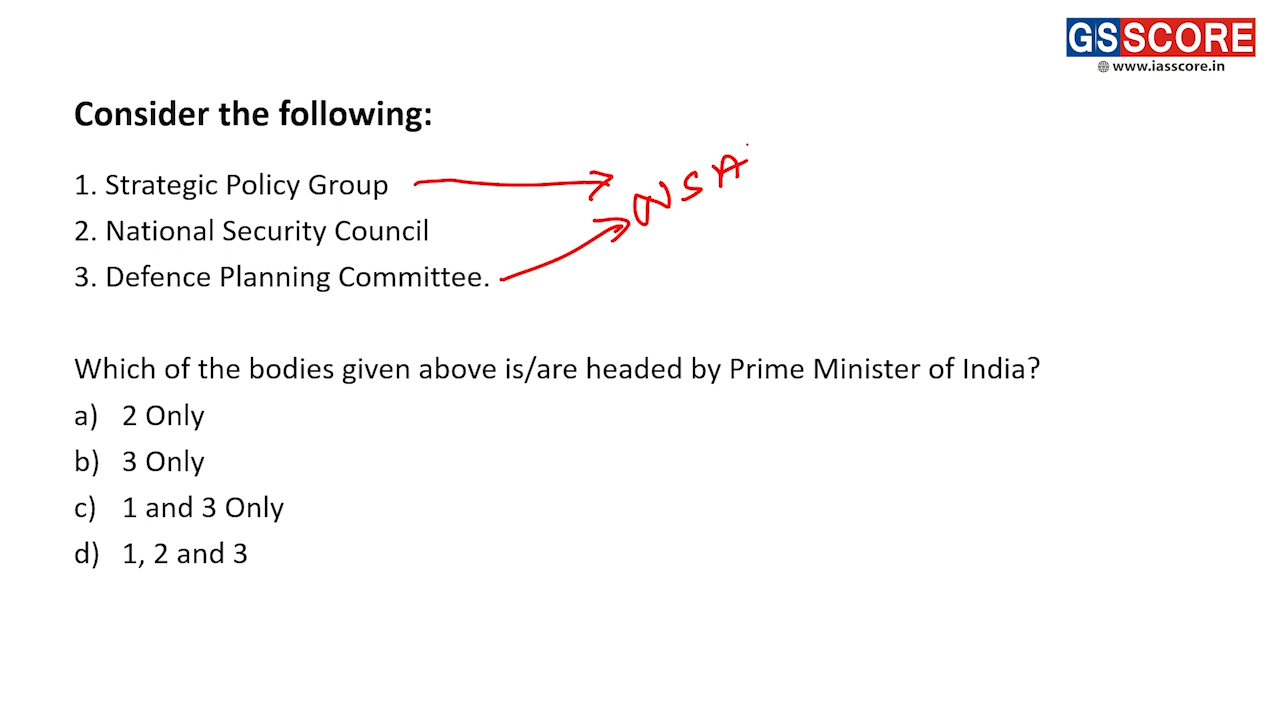 GSSCORE
www.iasscore.in
Consider the following:
1. Strategic Policy Group
NSA
2. National Security Council
3. Defence Planning Committee.
Which of the bodies given above is/are headed by Prime Minister of India?
a) 2 Only
b) 3 Only
c) 1 and 3 Only
d) 1, 2 and 3